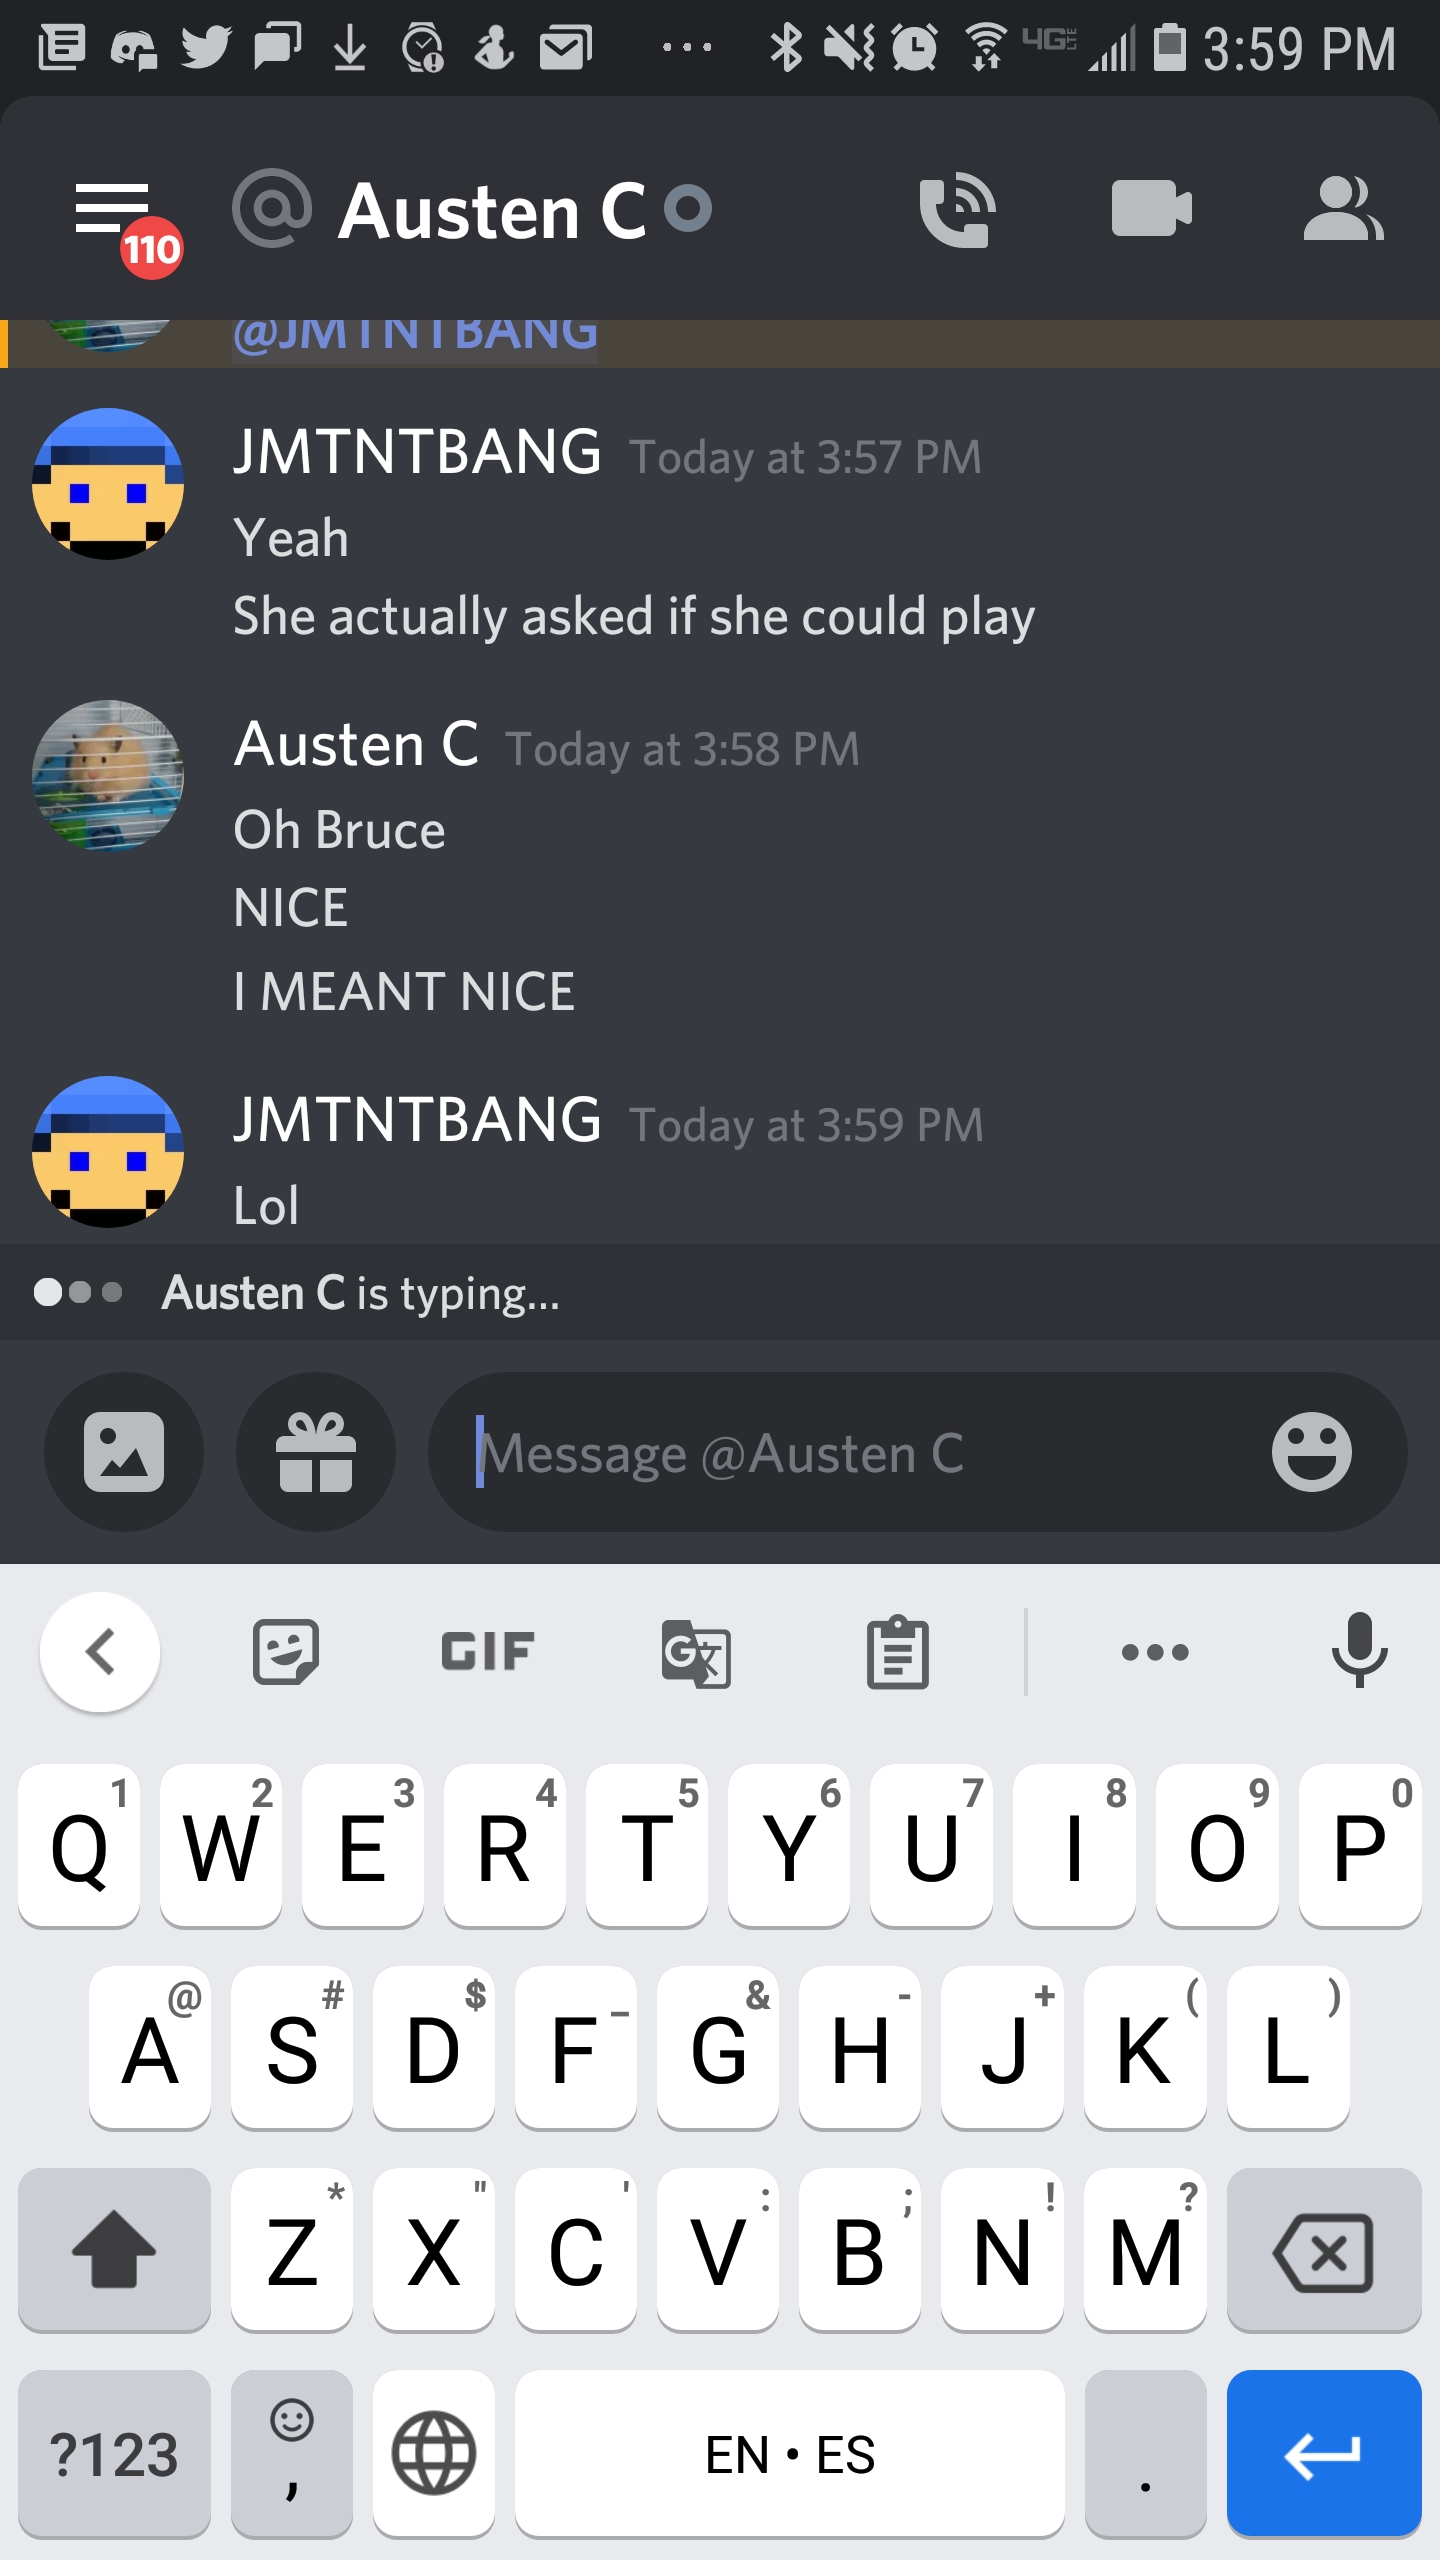 4G LTE 3:59 PM
110
@ Austen C
@JMTNTBANG
JMTNTBANG Today at 3:57 PM
Yeah
She actually asked if she could play
Austen C Today at 3:58 PM
Oh Bruce
NICE
I MEANT NICE
JMTNTBANG Today at 3:59 PM
Lol
Austen C is typing...
Message @Austen C
GIF G
1 2 3 4 5 6 7 8 9 0
Q W E R T Y U I O P
@ # $ _ & - + ( )
A S D F G H J K L
* " ' : ; ! ?
Z X C V B N M
?123 , EN • ES .